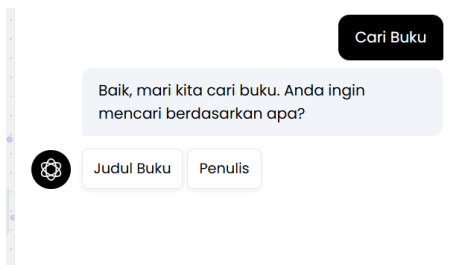 Cari Buku
Baik, mari kita cari buku. Anda ingin
mencari berdasarkan apa?
Judul Buku
Penulis